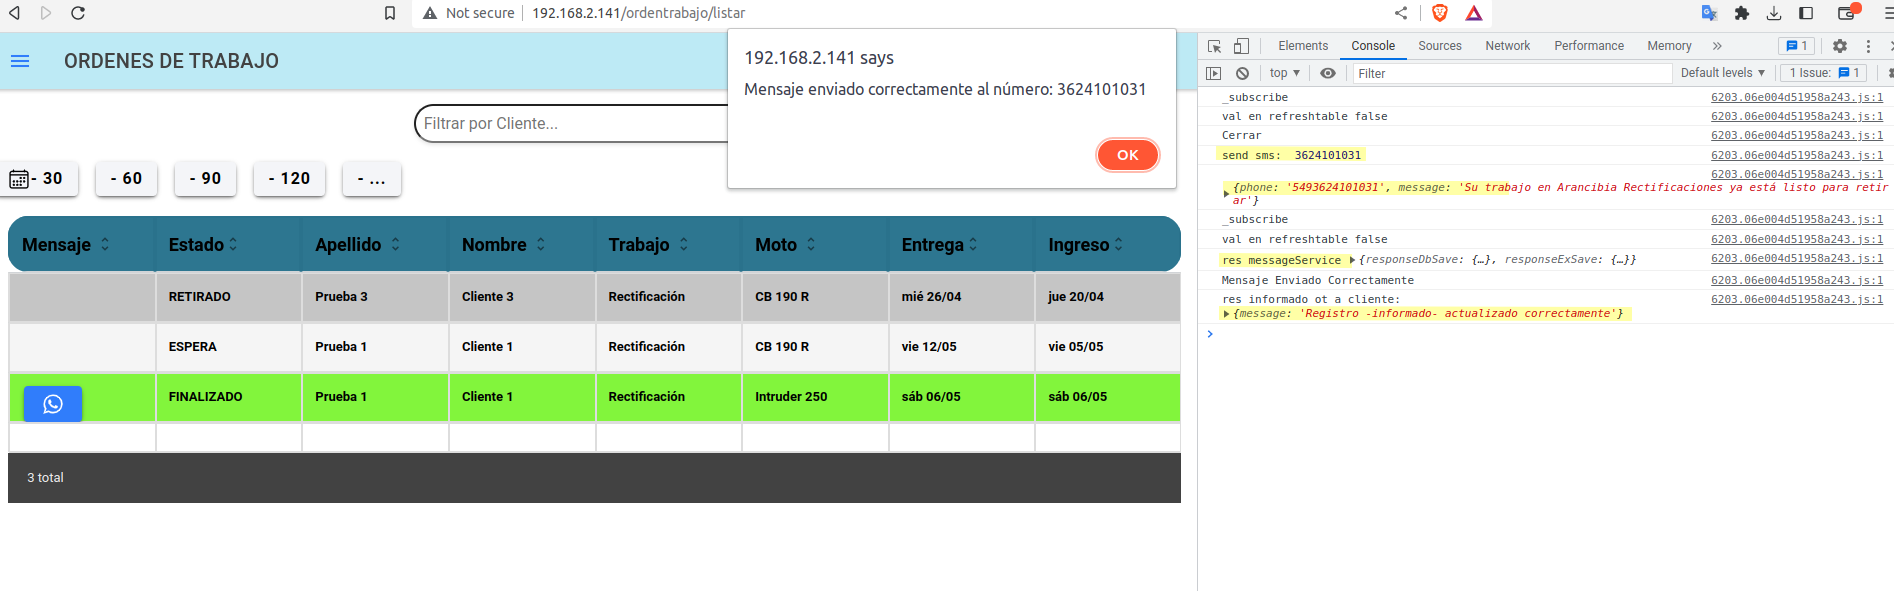 Not secure 192.168.2.141/ordentrabajo/listar
ORDENES DE TRABAJO
192.168.2.141 says
Mensaje enviado correctamente al número: 3624101031
OK
Filtrar por Cliente...
- 30 - 60 - 90 - 120 - ...
Mensaje Estado Apellido Nombre Trabajo Moto Entrega Ingreso
RETIRADO Prueba 3 Cliente 3 Rectificación CB 190 R mié 26/04 jue 20/04
ESPERA Prueba 1 Cliente 1 Rectificación CB 190 R vie 12/05 vie 05/05
FINALIZADO Prueba 1 Cliente 1 Rectificación Intruder 250 sáb 06/05 sáb 06/05
3 total
Elements Console Sources Network Performance Memory » 1
top Filter Default levels 1 Issue: 1
_subscribe 6203.06e004d51958a243.js:1
val en refreshtable false 6203.06e004d51958a243.js:1
Cerrar 6203.06e004d51958a243.js:1
send sms: 3624101031 6203.06e004d51958a243.js:1
6203.06e004d51958a243.js:1
{phone: '5493624101031', message: 'Su trabajo en Arancibia Rectificaciones ya está listo para retir
ar'}
_subscribe 6203.06e004d51958a243.js:1
val en refreshtable false 6203.06e004d51958a243.js:1
res messageService {responseDbSave: {…}, responseExSave: {…}} 6203.06e004d51958a243.js:1
Mensaje Enviado Correctamente 6203.06e004d51958a243.js:1
res informado ot a cliente: 6203.06e004d51958a243.js:1
{message: 'Registro -informado- actualizado correctamente'}